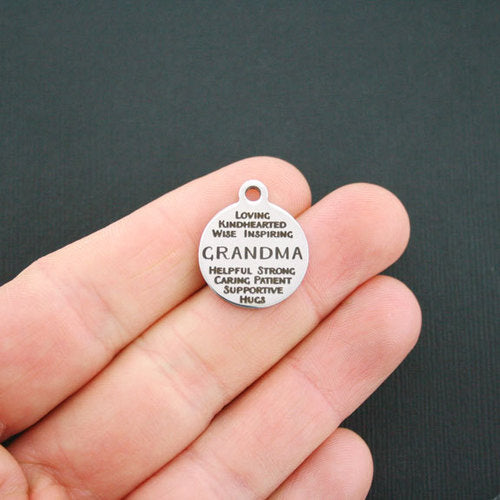 Loving
Kindhearted
Wise Inspiring
GRANDMA
Helpful Strong
Caring Patient
Supportive
Hugs